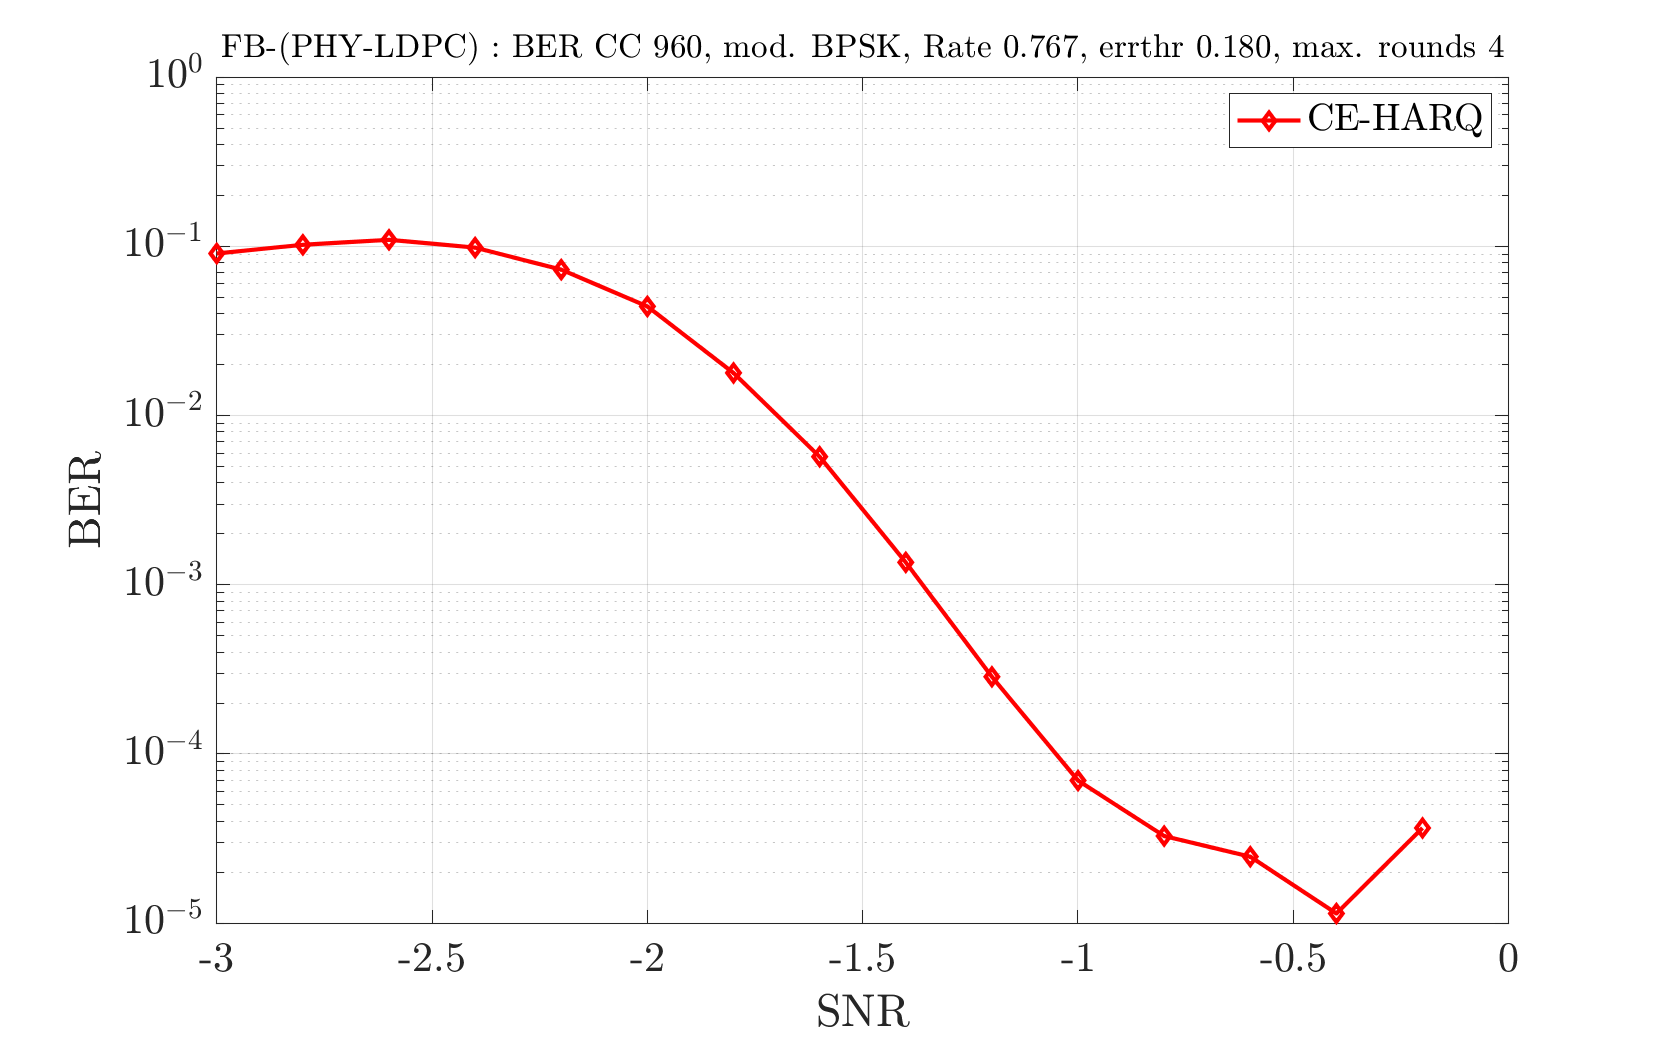 FB-(PHY-LDPC) : BER CC 960, mod. BPSK, Rate 0.767, errthr 0.180, max. rounds 4
CE-HARQ
10^0
10^−1
10^−2
10^−3
10^−4
10^−5
BER
-3 -2.5 -2 -1.5 -1 -0.5 0
SNR